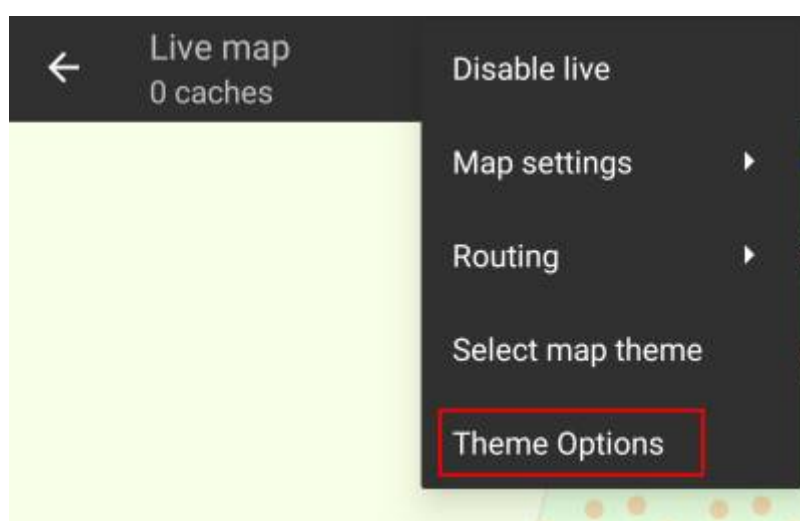 Live map
0 caches
Disable live
Map settings
Routing
Select map theme
Theme Options